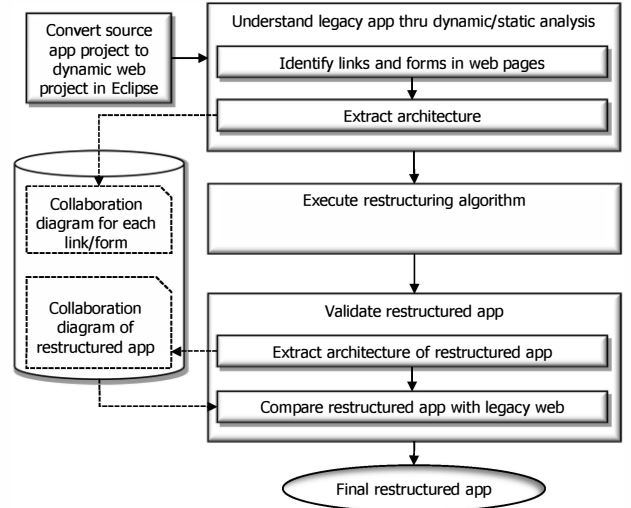 Convert source
app project to
dynamic web
project in Eclipse
Understand legacy app thru dynamic/static analysis
Identify links and forms in web pages
Extract architecture
Collaboration
diagram for each
link/form
Execute restructuring algorithm
Collaboration
diagram of
restructured app
Validate restructured app
Extract architecture of restructured app
Compare restructured app with legacy web
Final restructured app